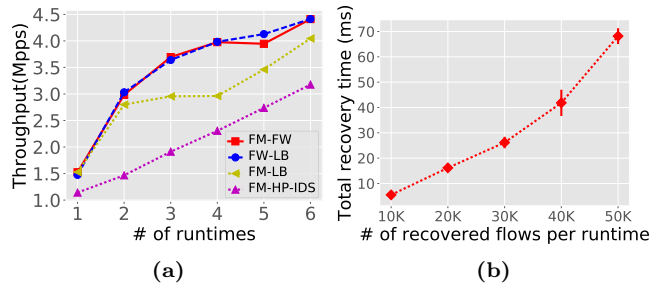 Throughput(Mpps)
4.5
4.0
3.5
3.0
2.5
2.0
1.5
1.0
FM-FW
FW-LB
FM-LB
FM-HP-IDS
1 2 3 4 5 6
# of runtimes
(a)
Total recovery time (ms)
70
60
50
40
30
20
10
10K 20K 30K 40K 50K
# of recovered flows per runtime
(b)